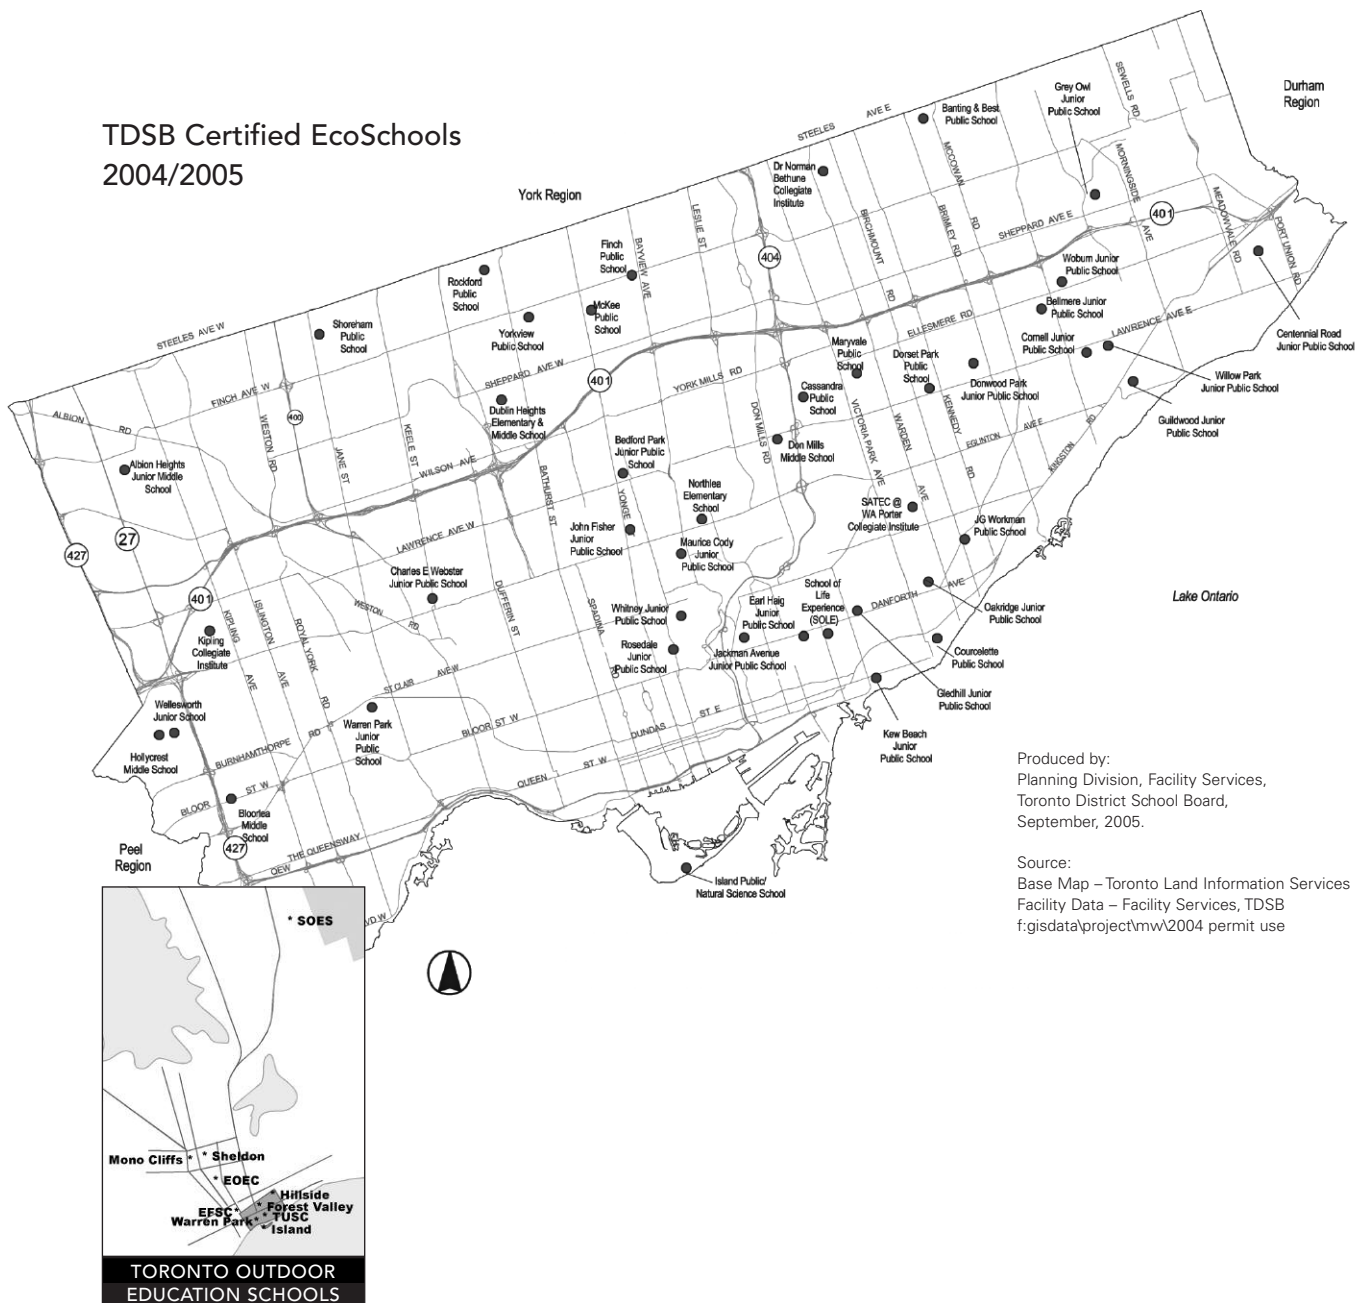 TDSB Certified EcoSchools
2004/2005
York Region
Durham
Region
Peel
Region
Lake Ontario
STEELES AVE E
STEELES AVE W
Banting & Best
Public School
Grey Owl
Junior
Public School
SEWELLS RD
Dr Norman
Bethune
Collegiate
Institute
MCCOWAN
RD
MORNINGSIDE
AVE
MEADOWVALE RD
PORT UNION RD
LESLIE ST
BIRCHMOUNT
RD
BRIMLEY RD
SHEPPARD AVE E
401
404
Finch
Public
School
BAYVIEW AVE
Rockford
Public
School
McKee
Public
School
Woburn Junior
Public School
Bellmere Junior
Public School
ELLESMERE RD
LAWRENCE AVE E
Shoreham
Public
School
Yorkview
Public School
SHEPPARD AVE W
Maryvale
Public
School
Dorset Park
Public
School
Cornell Junior
Public School
Centennial Road
Junior Public School
Willow Park
Junior Public School
401
YORK MILLS RD
Cassandra
Public
School
Donwood Park
Junior Public School
Guildwood Junior
Public School
FINCH AVE W
ALBION RD
WESTON RD
400
JANE ST
KEELE ST
Dublin Heights
Elementary &
Middle School
DON MILLS RD
VICTORIA PARK AVE
WARDEN
AVE
KENNEDY
RD
EGLINTON AVE E
KINGSTON RD
Bedford Park
Junior Public
School
Don Mills
Middle School
Albion Heights
Junior Middle
School
WILSON AVE
BATHURST ST
YONGE
Northlea
Elementary
School
SATEC @
WA Porter
Collegiate Institute
JG Workman
Public School
27
427
LAWRENCE AVE W
John Fisher
Junior
Public School
Maurice Cody
Junior
Public School
Charles E Webster
Junior Public School
School of
Life
Experience
(SOLE)
DANFORTH AVE
Oakridge Junior
Public School
401
KIPLING
AVE
ISLINGTON
AVE
ROYAL YORK
RD
WESTON
RD
DUFFERIN ST
SPADINA
RD
Whitney Junior
Public School
Earl Haig
Junior
Public School
Kipling
Collegiate
Institute
Rosedale
Junior
Public School
Jackman Avenue
Junior Public School
Courcelette
Public School
ST CLAIR AVE W
Gledhill Junior
Public School
Wellesworth
Junior School
Warren Park
Junior
Public
School
BLOOR ST W
DUNDAS ST E
Kew Beach
Junior
Public School
Hollycrest
Middle School
BURNHAMTHORPE RD
QUEEN ST W
BLOOR ST W
Bloorlea
Middle
School
427
THE QUEENSWAY
QEW
Island Public/
Natural Science School
VD W
Produced by:
Planning Division, Facility Services,
Toronto District School Board,
September, 2005.
Source:
Base Map – Toronto Land Information Services
Facility Data – Facility Services, TDSB
f:gisdata\project\mw\2004 permit use
* SOES
Mono Cliffs *
* Sheldon
* EOEC
* Hillside
EFSC *
* Forest Valley
Warren Park *
* TUSC
* Island
TORONTO OUTDOOR
EDUCATION SCHOOLS